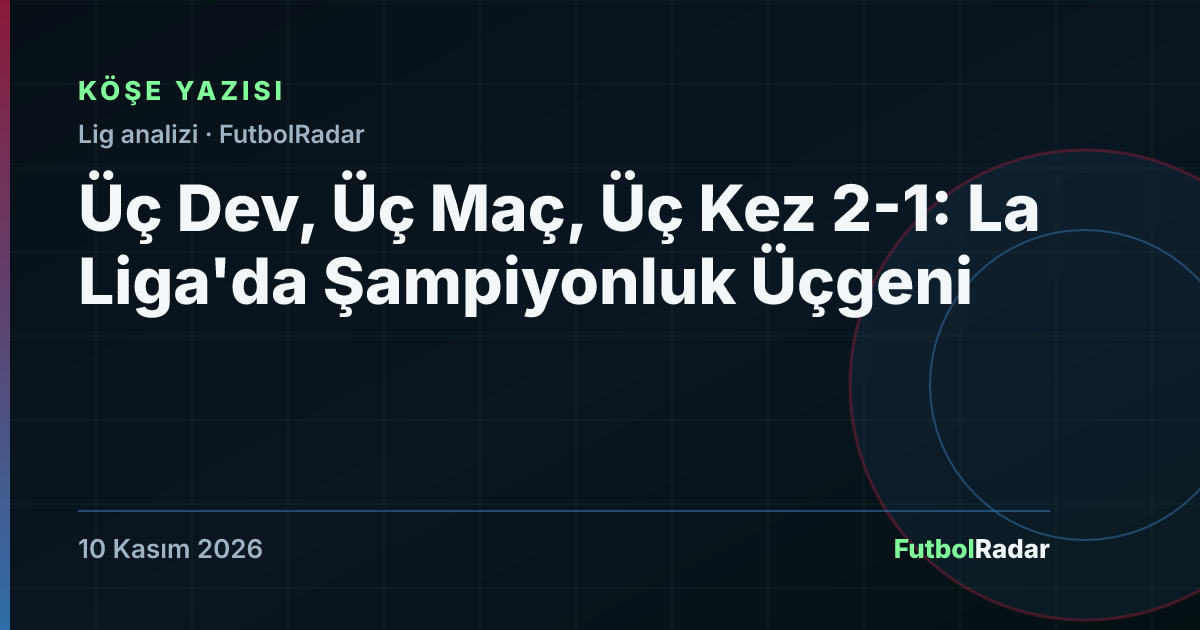 KÖŞE YAZISI
Lig analizi · FutbolRadar
Üç Dev, Üç Maç, Üç Kez 2-1: La
Liga'da Şampiyonluk Üçgeni
10 Kasım 2026
FutbolRadar